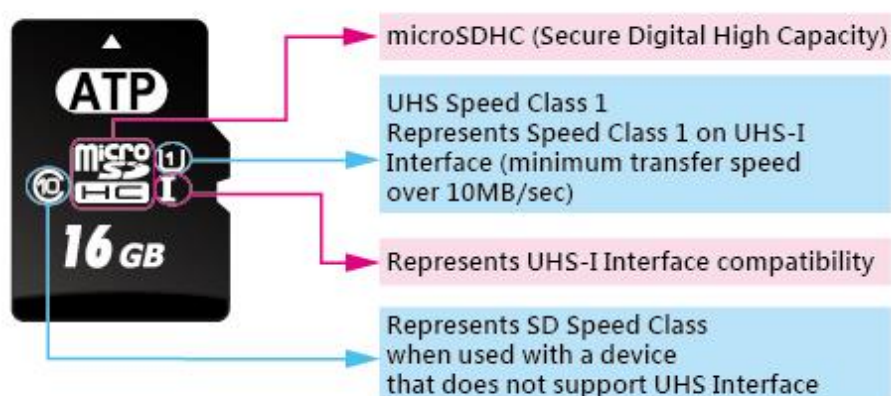 ATP
micro
SD
HC
1
I
10
16 GB
microSDHC (Secure Digital High Capacity)
UHS Speed Class 1
Represents Speed Class 1 on UHS-I
Interface (minimum transfer speed
over 10MB/sec)
Represents UHS-I Interface compatibility
Represents SD Speed Class
when used with a device
that does not support UHS Interface